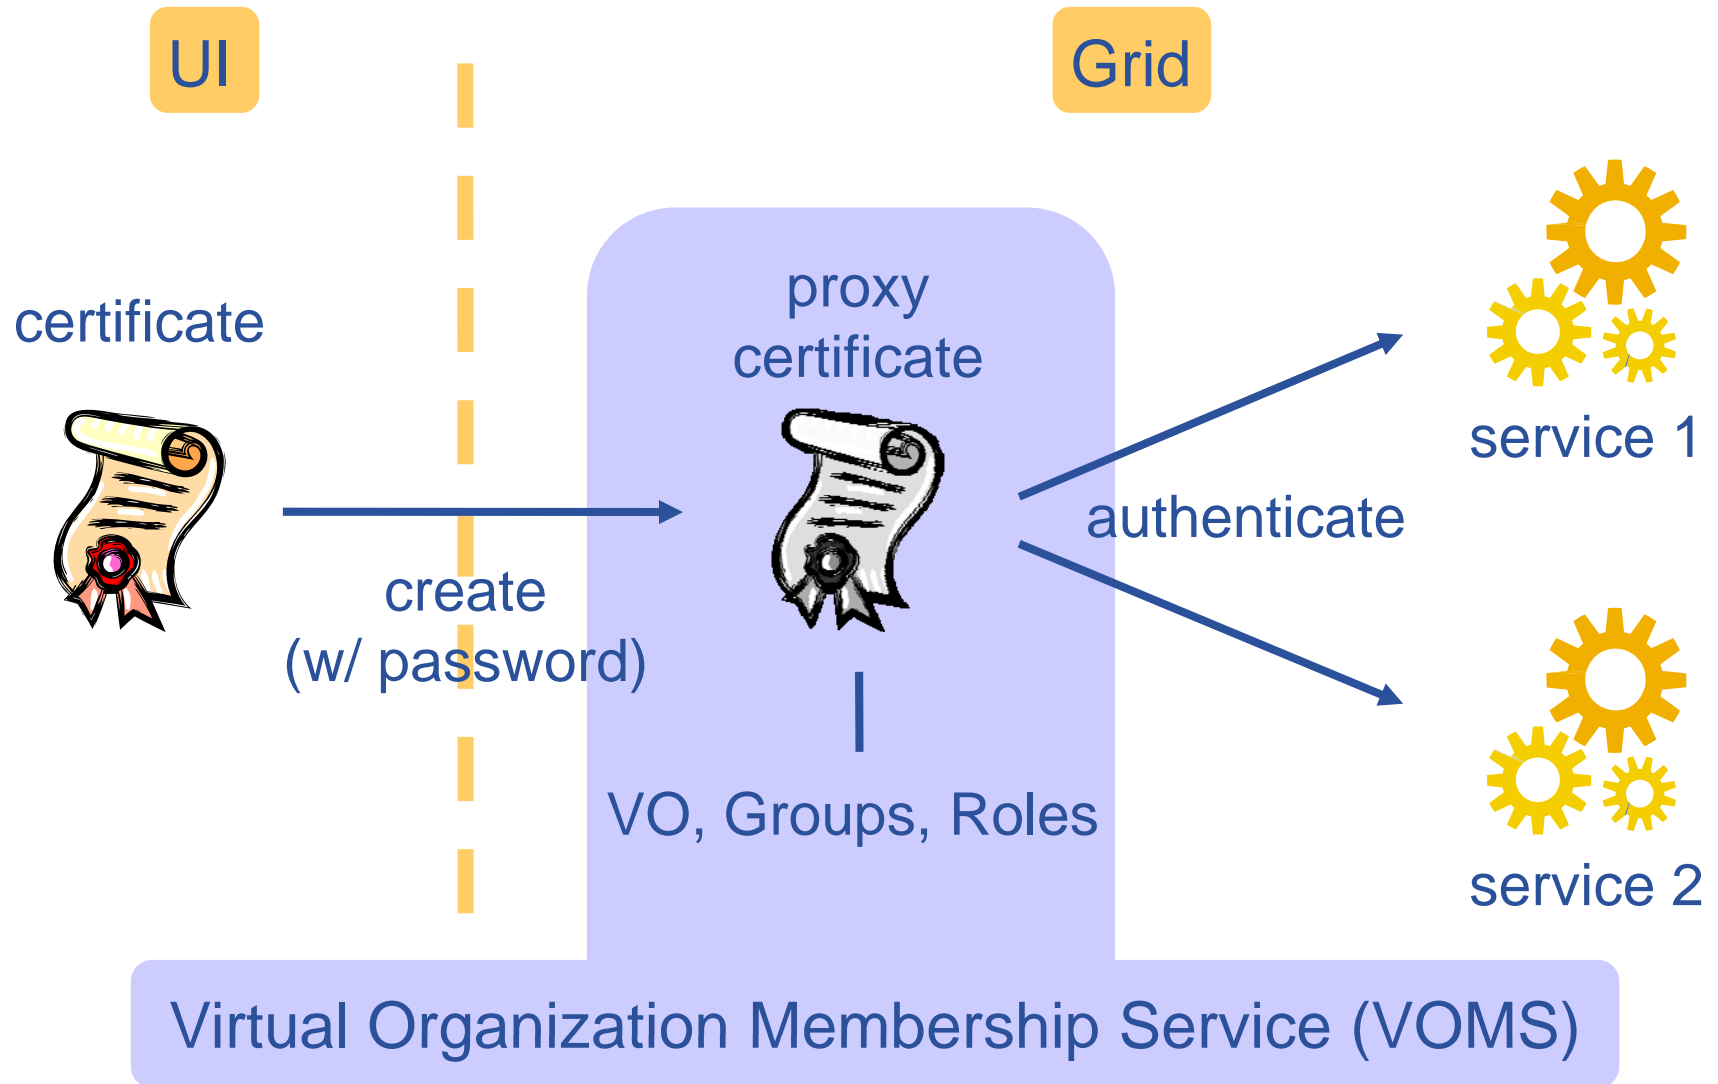 UI
Grid
certificate
proxy
certificate
service 1
authenticate
create
(w/ password)
VO, Groups, Roles
service 2
Virtual Organization Membership Service (VOMS)